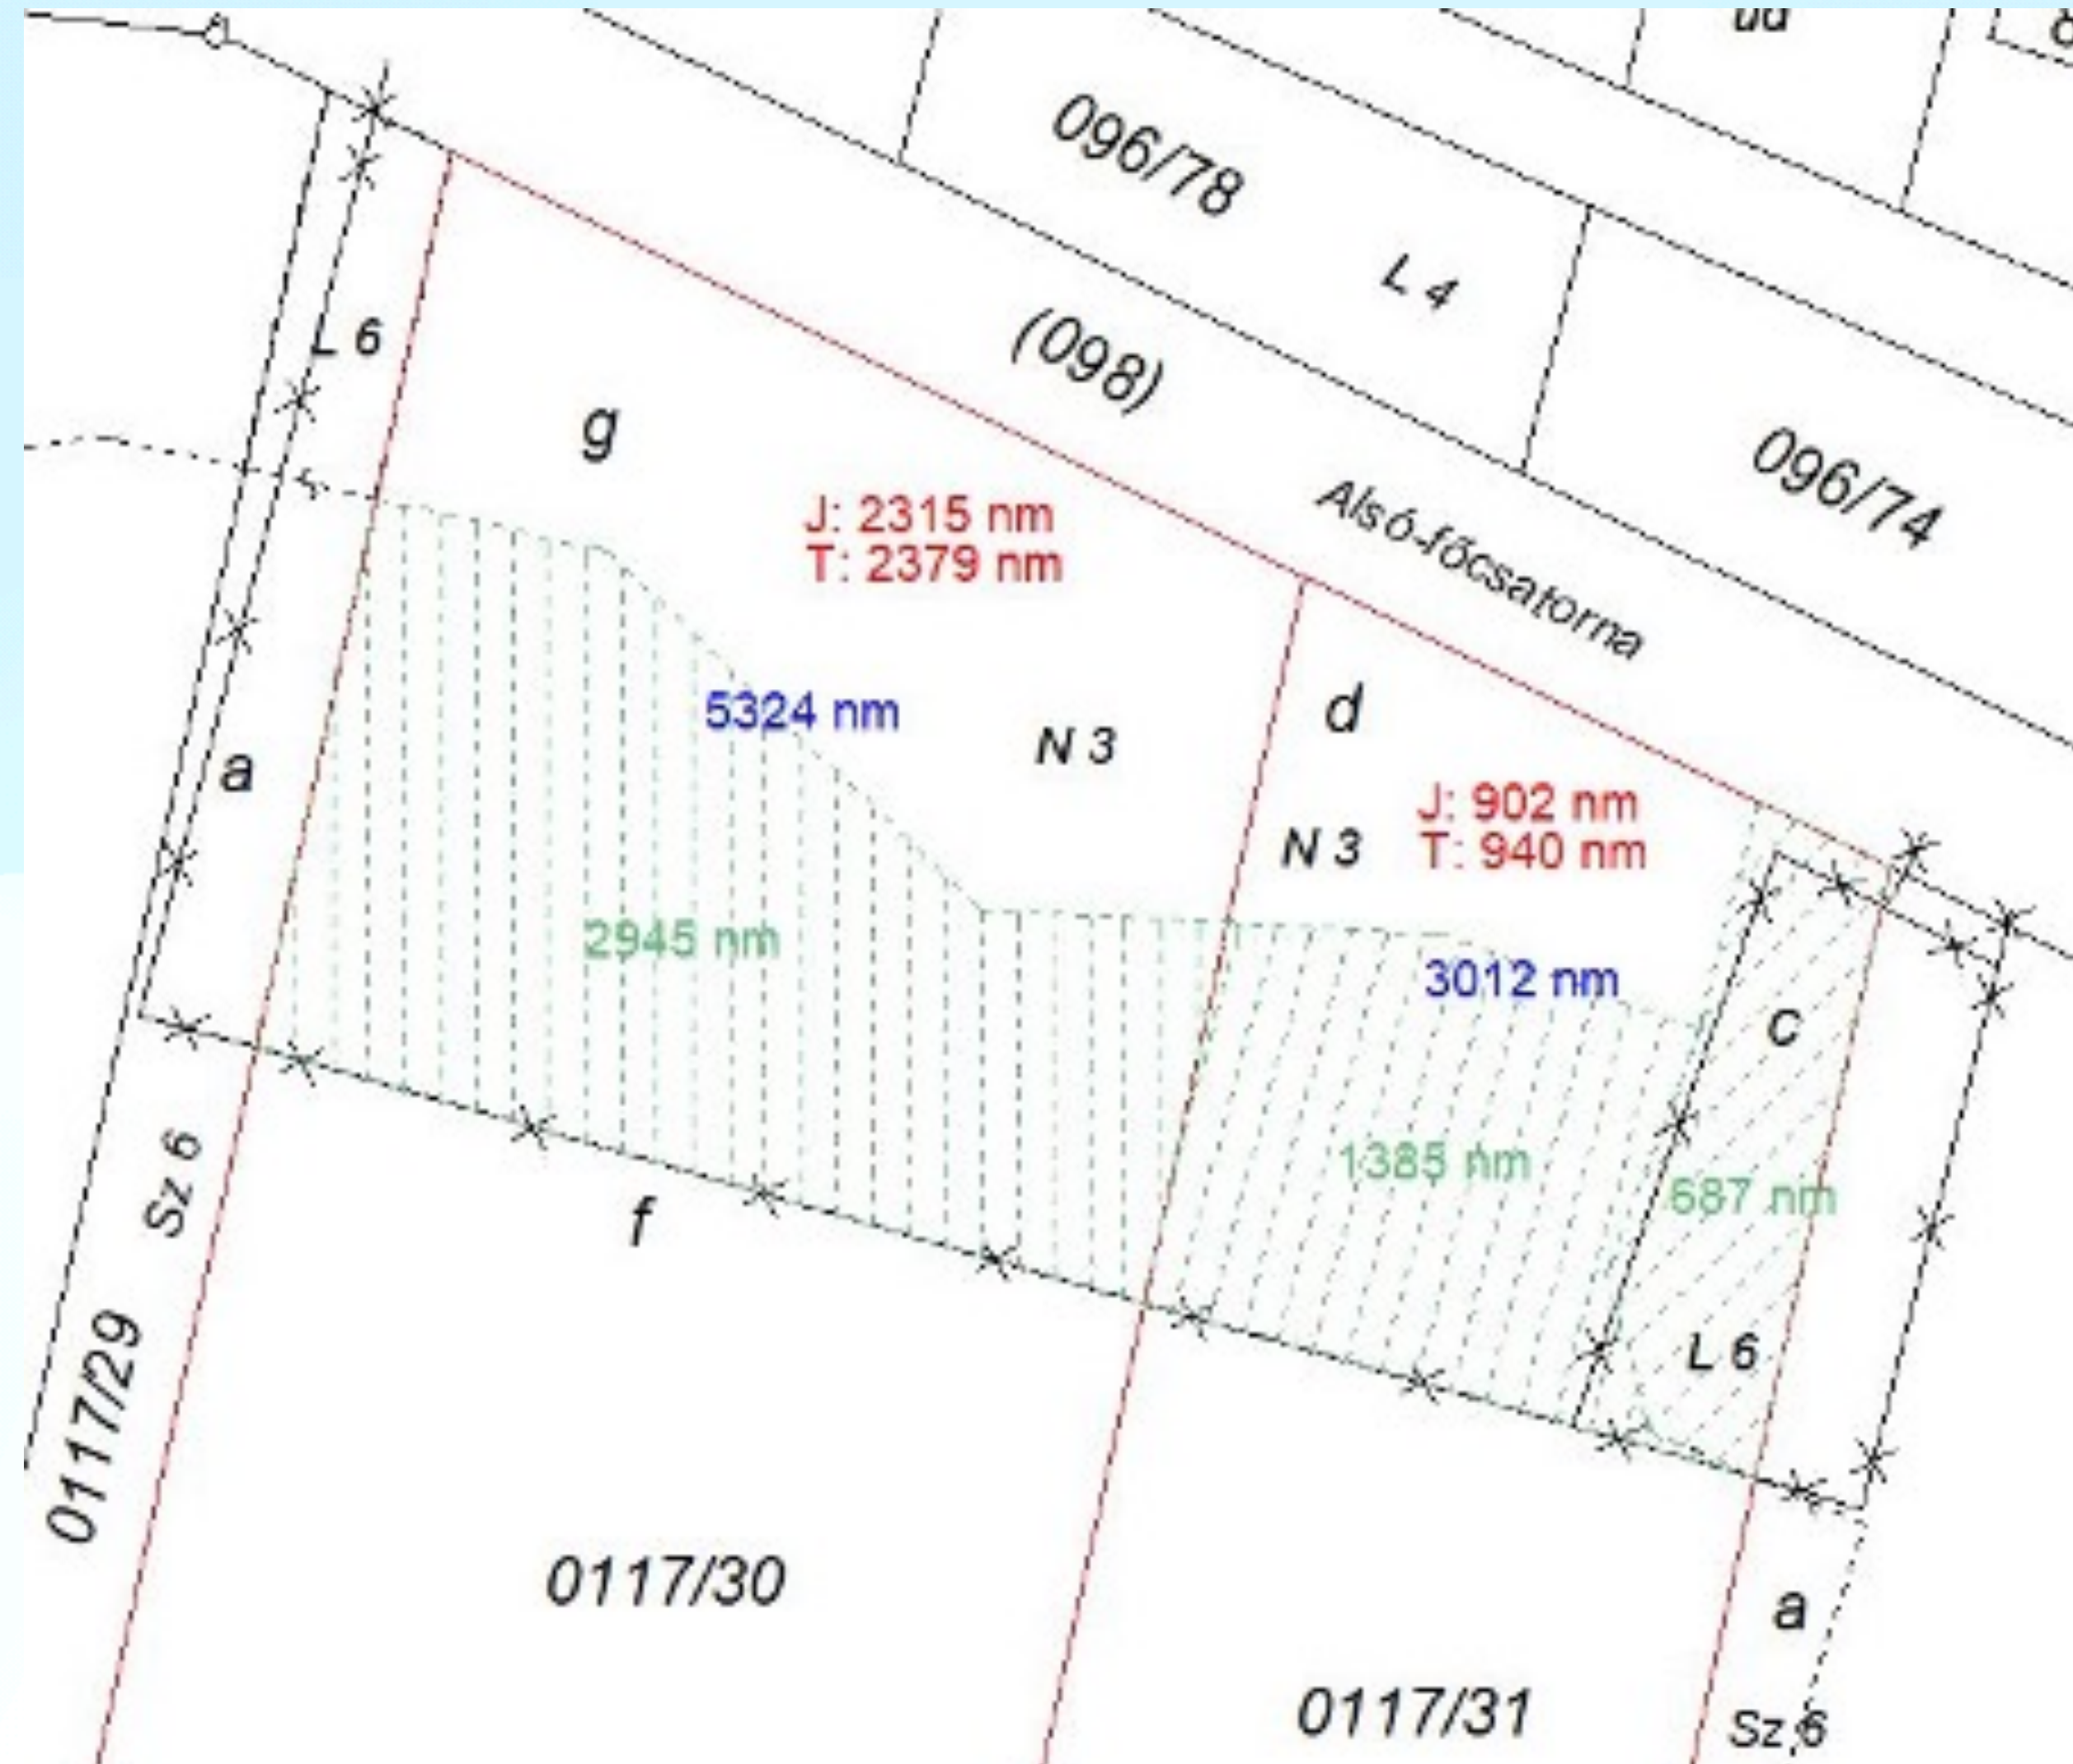 096/78
L 4
(098)
L 6
096/74
g
J: 2315 nm
T: 2379 nm
Alsó-főcsatorna
5324 nm
N 3
d
a
J: 902 nm
T: 940 nm
N 3
2945 nm
3012 nm
c
Sz 6
1385 nm
687 nm
f
L 6
0117/29
0117/30
a
0117/31
Sz 6